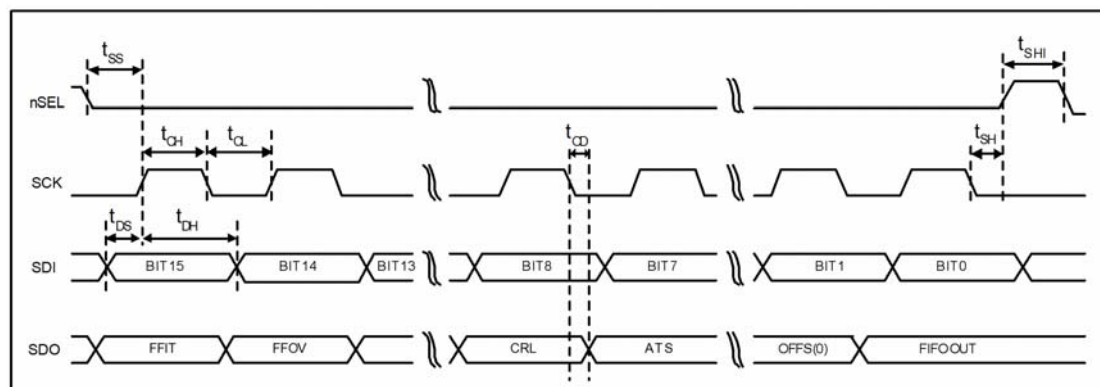 tSS
tSHI
nSEL
tCH
tCL
tCD
tSH
SCK
tDS
tDH
SDI
BIT15
BIT14
BIT13
BIT8
BIT7
BIT1
BIT0
SDO
FFIT
FFOV
CRL
ATS
OFFS(0)
FIFOOUT